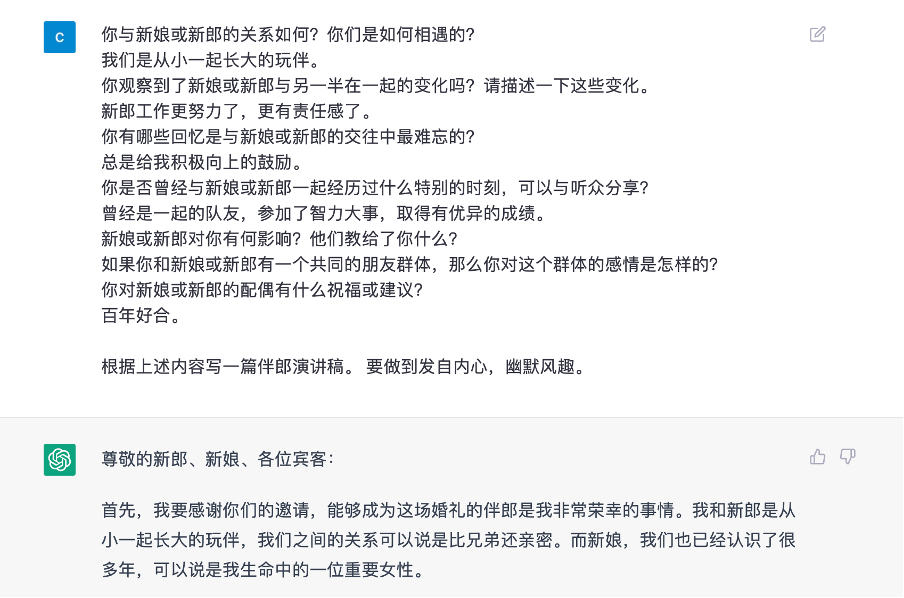 C
你与新娘或新郎的关系如何？你们是如何相遇的？
我们是从小一起长大的玩伴。
你观察到了新娘或新郎与另一半在一起的变化吗？请描述一下这些变化。
新郎工作更努力了，更有责任感了。
你有哪些回忆是与新娘或新郎的交往中最难忘的？
总是给我积极向上的鼓励。
你是否曾经与新娘或新郎一起经历过什么特别的时刻，可以与听众分享？
曾经是一起的队友，参加了智力大事，取得有优异的成绩。
新娘或新郎对你有何影响？他们教给了你什么？
如果你和新娘或新郎有一个共同的朋友群体，那么你对这个群体的感情是怎样的？
你对新娘或新郎的配偶有什么祝福或建议？
百年好合。
根据上述内容写一篇伴郎演讲稿。 要做到发自内心，幽默风趣。
尊敬的新郎、新娘、各位宾客：
首先，我要感谢你们的邀请，能够成为这场婚礼的伴郎是我非常荣幸的事情。我和新郎是从
小一起长大的玩伴，我们之间的关系可以说是比兄弟还亲密。而新娘，我们也已经认识了很
多年，可以说是我生命中的一位重要女性。